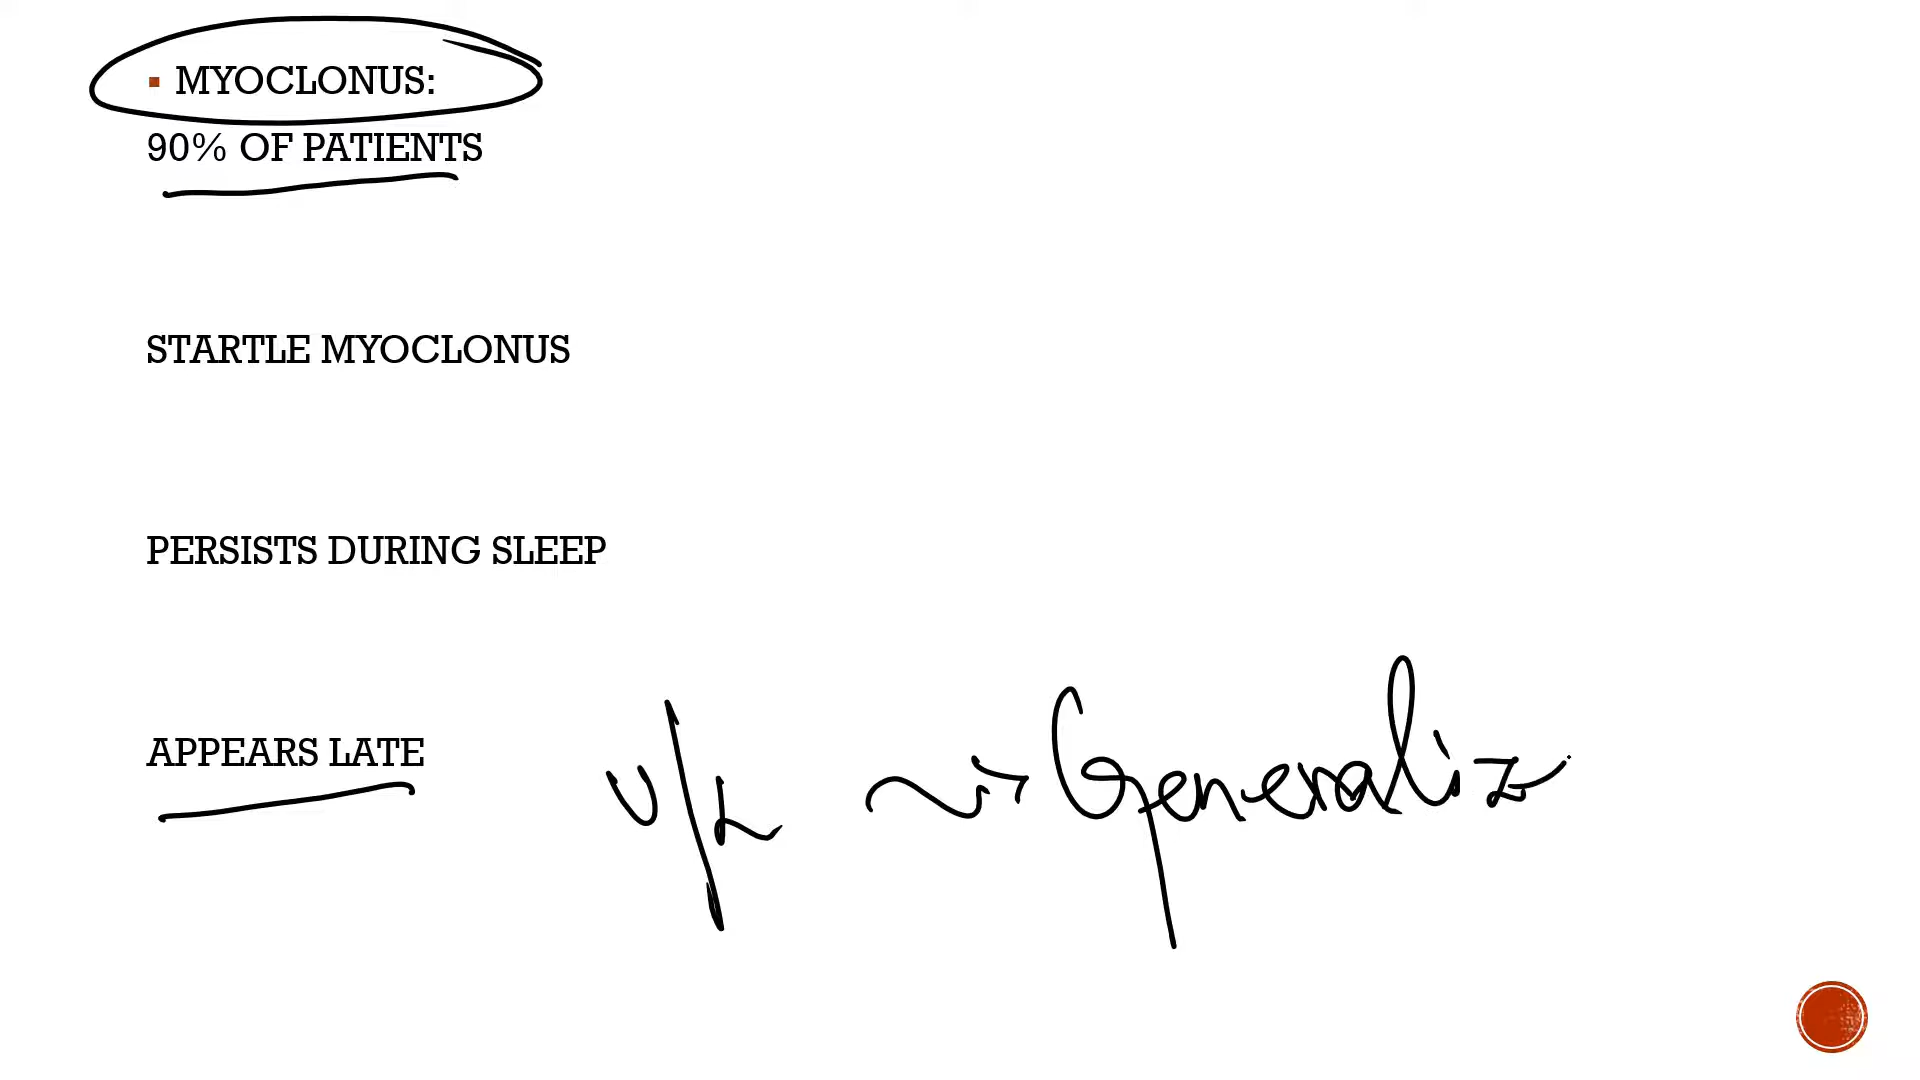 MYOCLONUS:
90% OF PATIENTS
STARTLE MYOCLONUS
PERSISTS DURING SLEEP
APPEARS LATE
U/L → Generaliz